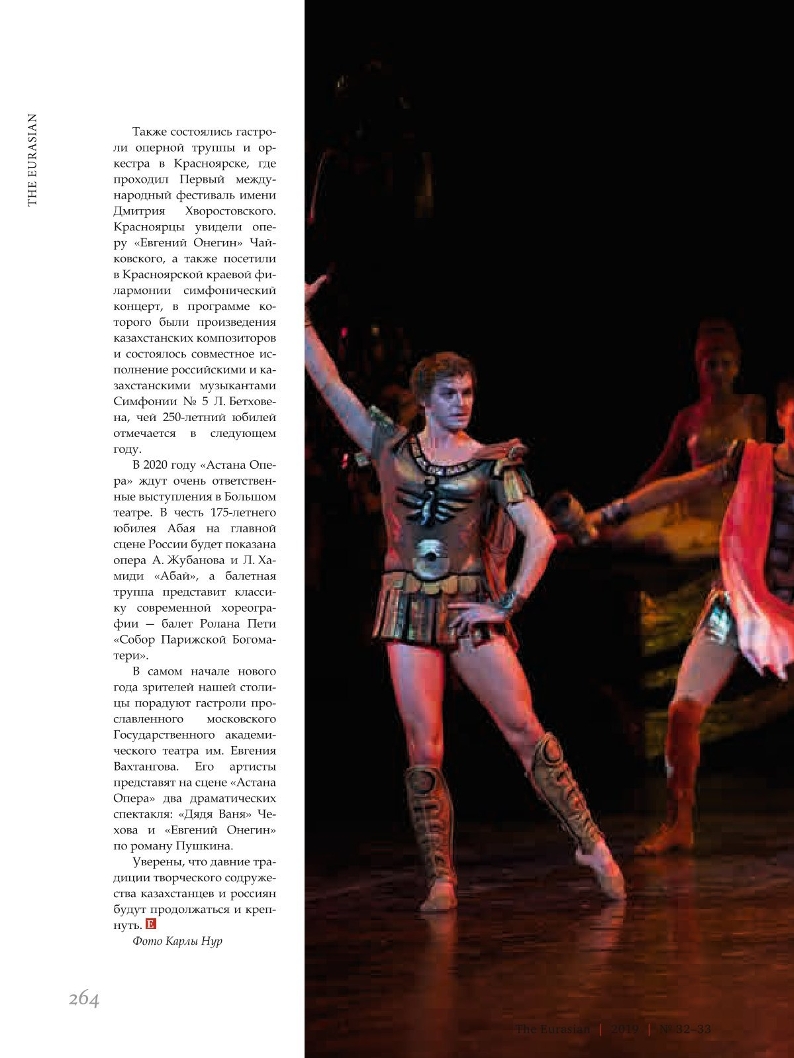 THE EURASIAN
Также состоялись гастро-
ли оперной труппы и ор-
кестра в Красноярске, где
проходил Первый между-
народный фестиваль имени
Дмитрия Хворостовского.
Красноярцы увидели опе-
ру «Евгений Онегин» Чай-
ковского, а также посетили
в Красноярской краевой фи-
лармонии симфонический
концерт, в программе ко-
торого были произведения
казахстанских композиторов
и состоялось совместное ис-
полнение российскими и ка-
захстанскими музыкантами
Симфонии № 5 Л. Бетхове-
на, чей 250-летний юбилей
отмечается в следующем
году.
В 2020 году «Астана Опе-
ра» ждут очень ответствен-
ные выступления в Большом
театре. В честь 175-летнего
юбилея Абая на главной
сцене России будет показана
опера А. Жубанова и Л. Ха-
миди «Абай», а балетная
труппа представит класси-
ку современной хореогра-
фии — балет Ролана Пети
«Собор Парижской Богома-
тери».
В самом начале нового
года зрителей нашей столи-
цы порадуют гастроли про-
славленного московского
Государственного академи-
ческого театра им. Евгения
Вахтангова. Его артисты
представят на сцене «Астана
Опера» два драматических
спектакля: «Дядя Ваня» Че-
хова и «Евгений Онегин»
по роману Пушкина.
Уверены, что давние тра-
диции творческого содруже-
ства казахстанцев и россиян
будут продолжаться и креп-
нуть. E
Фото Карлы Нур
264
The Eurasian | 2019 | № 32–33